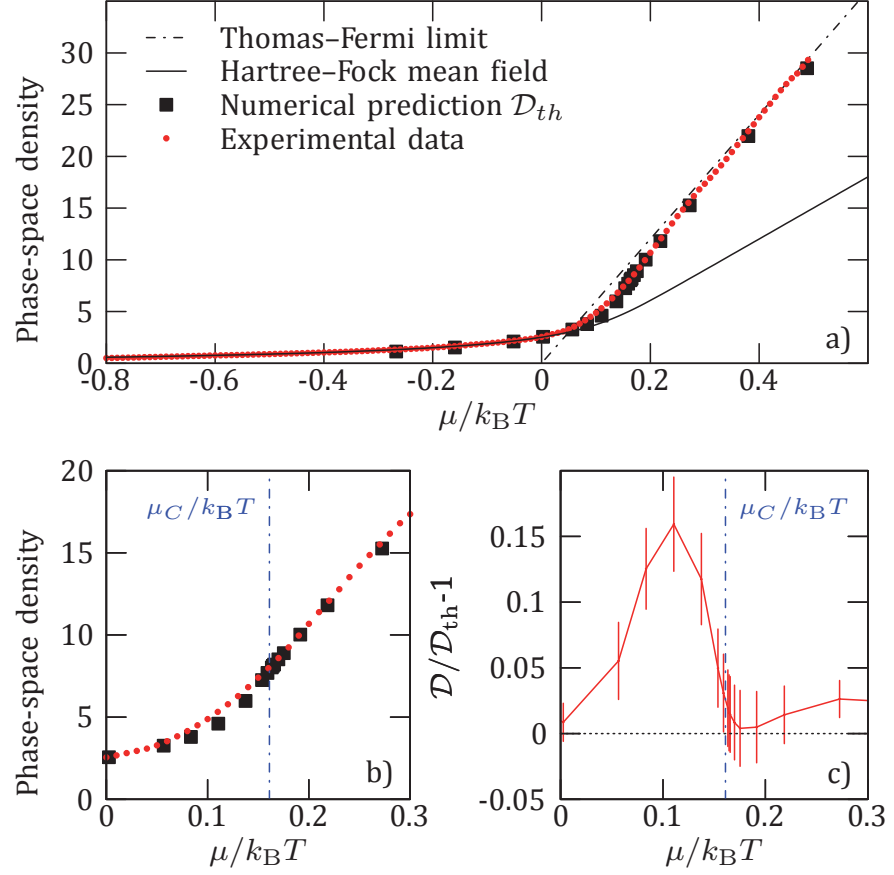 Thomas–Fermi limit
Hartree–Fock mean field
Numerical prediction 𝒟th
Experimental data
Phase-space density
30
25
20
15
10
5
0
-0.8 -0.6 -0.4 -0.2 0 0.2 0.4
μ/kBT
a)
Phase-space density
20
15
10
5
0
0 0.1 0.2 0.3
μC/kBT
μ/kBT
b)
𝒟/𝒟th-1
0.15
0.1
0.05
0
-0.05
0 0.1 0.2 0.3
μC/kBT
μ/kBT
c)